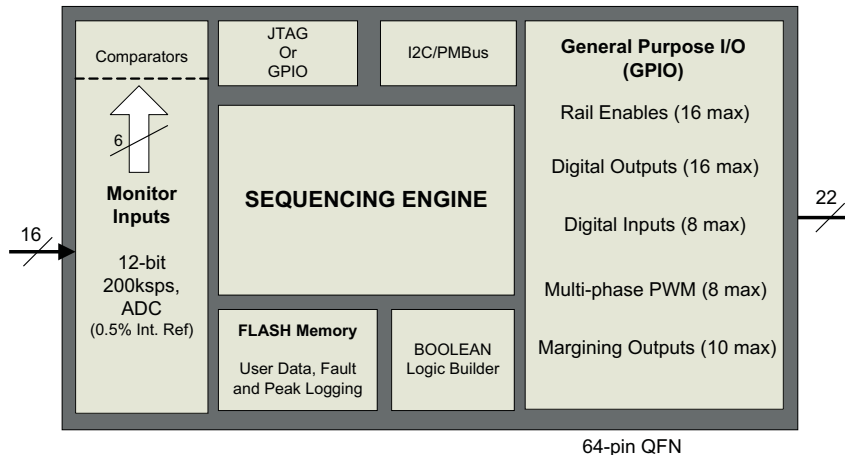 Comparators
6
Monitor
Inputs
16
12-bit
200ksps,
ADC
(0.5% Int. Ref)
JTAG
Or
GPIO
I2C/PMBus
SEQUENCING ENGINE
FLASH Memory
User Data, Fault
and Peak Logging
BOOLEAN
Logic Builder
General Purpose I/O
(GPIO)
Rail Enables (16 max)
Digital Outputs (16 max)
Digital Inputs (8 max)
Multi-phase PWM (8 max)
Margining Outputs (10 max)
22
64-pin QFN